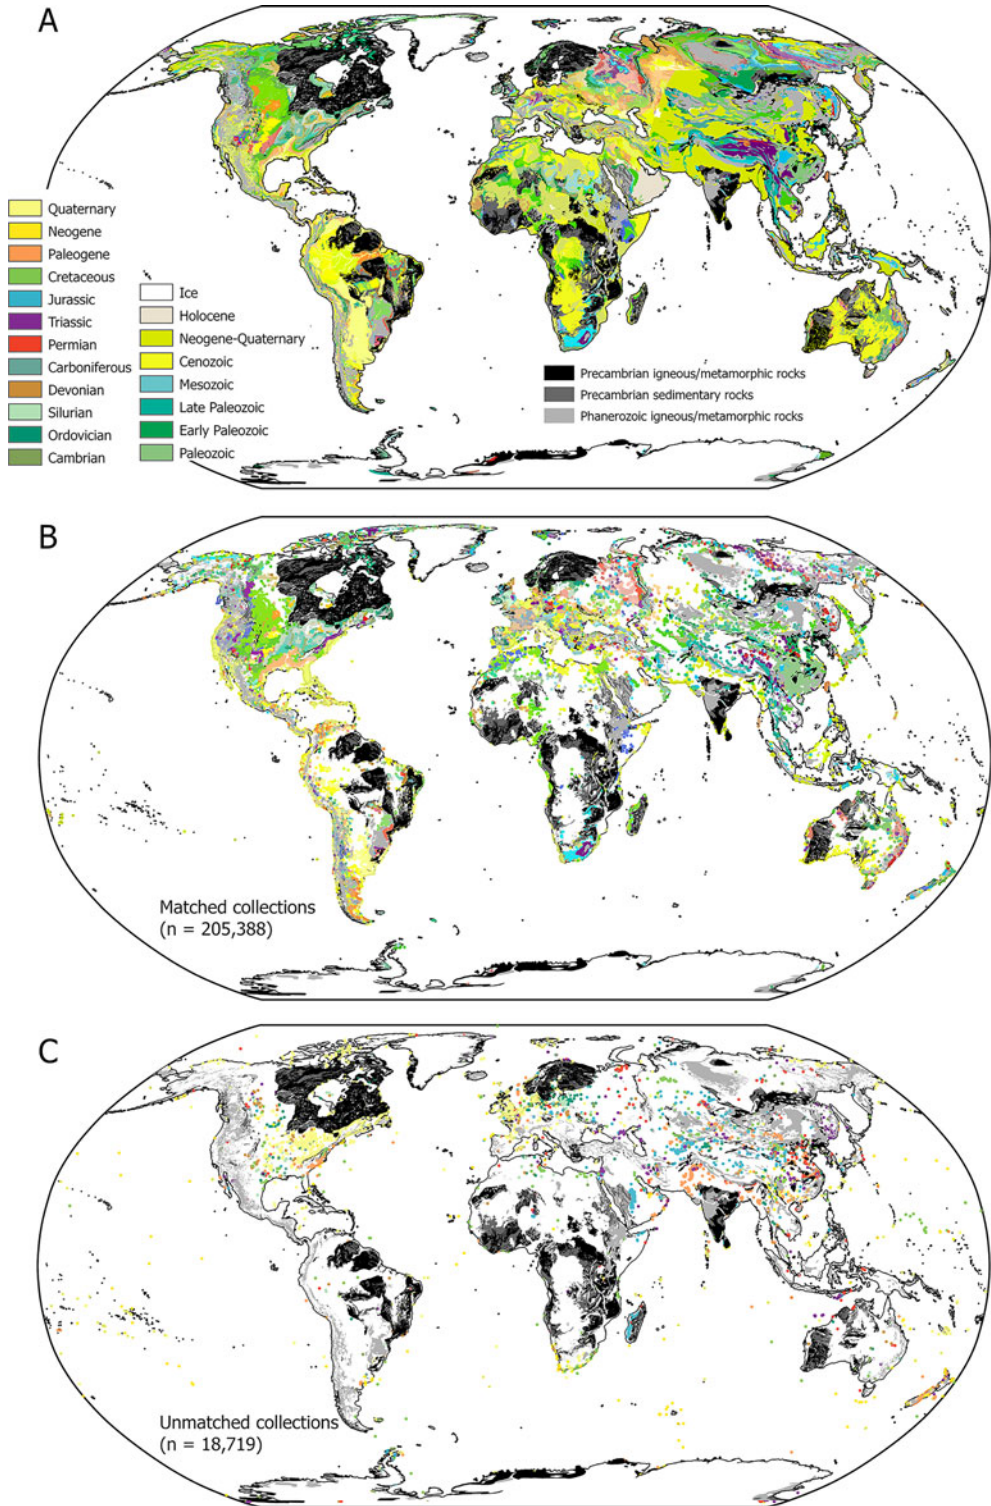 A
Quaternary
Neogene
Paleogene
Cretaceous
Jurassic
Triassic
Permian
Carboniferous
Devonian
Silurian
Ordovician
Cambrian
Ice
Holocene
Neogene-Quaternary
Cenozoic
Mesozoic
Late Paleozoic
Early Paleozoic
Paleozoic
Precambrian igneous/metamorphic rocks
Precambrian sedimentary rocks
Phanerozoic igneous/metamorphic rocks
B
Matched collections
(n = 205,388)
C
Unmatched collections
(n = 18,719)